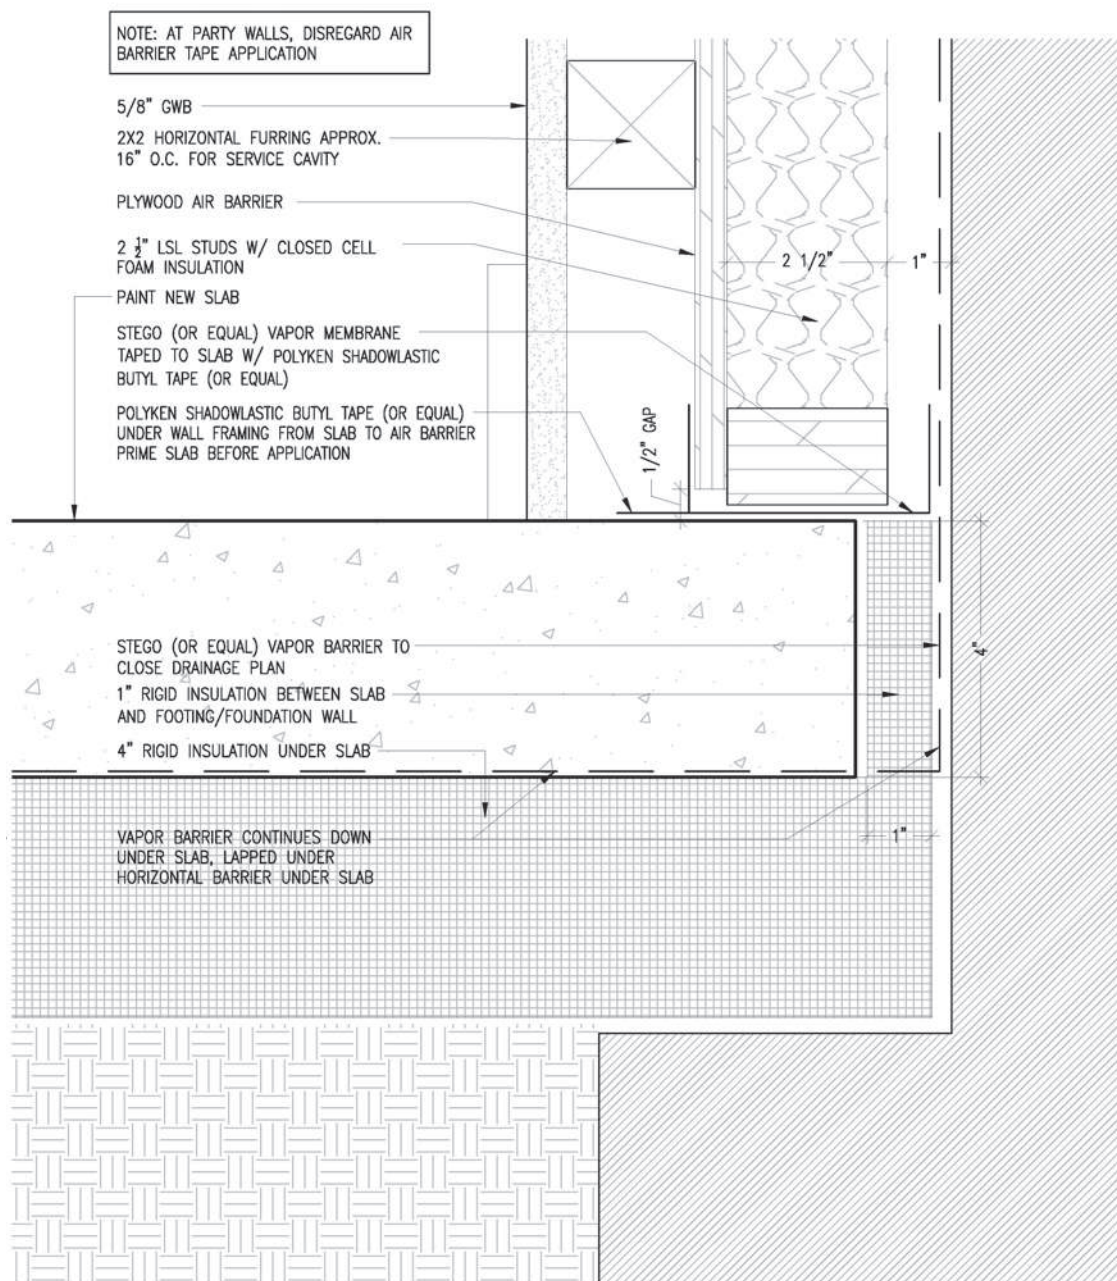 NOTE: AT PARTY WALLS, DISREGARD AIR
BARRIER TAPE APPLICATION
5/8" GWB
2X2 HORIZONTAL FURRING APPROX.
16" O.C. FOR SERVICE CAVITY
PLYWOOD AIR BARRIER
2 1/2" LSL STUDS W/ CLOSED CELL
FOAM INSULATION
PAINT NEW SLAB
STEGO (OR EQUAL) VAPOR MEMBRANE
TAPED TO SLAB W/ POLYKEN SHADOWLASTIC
BUTYL TAPE (OR EQUAL)
POLYKEN SHADOWLASTIC BUTYL TAPE (OR EQUAL)
UNDER WALL FRAMING FROM SLAB TO AIR BARRIER
PRIME SLAB BEFORE APPLICATION
2 1/2"
1"
1/2" GAP
STEGO (OR EQUAL) VAPOR BARRIER TO
CLOSE DRAINAGE PLAN
1" RIGID INSULATION BETWEEN SLAB
AND FOOTING/FOUNDATION WALL
4" RIGID INSULATION UNDER SLAB
4"
VAPOR BARRIER CONTINUES DOWN
UNDER SLAB, LAPPED UNDER
HORIZONTAL BARRIER UNDER SLAB
1"